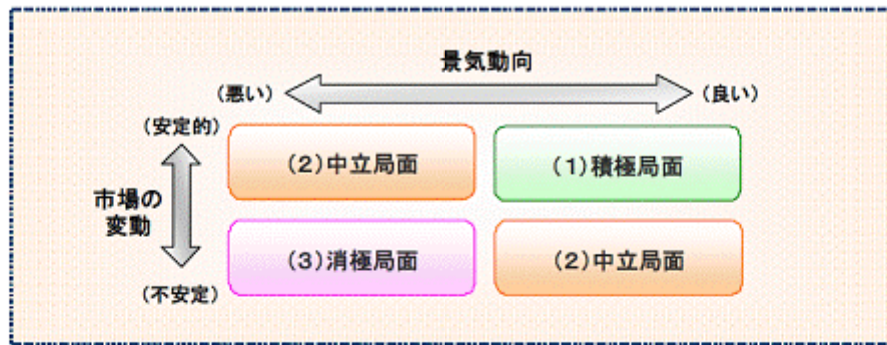 景気動向
(悪い)
(良い)
(安定的)
(2)中立局面
(1)積極局面
市場の
変動
(3)消極局面
(2)中立局面
(不安定)